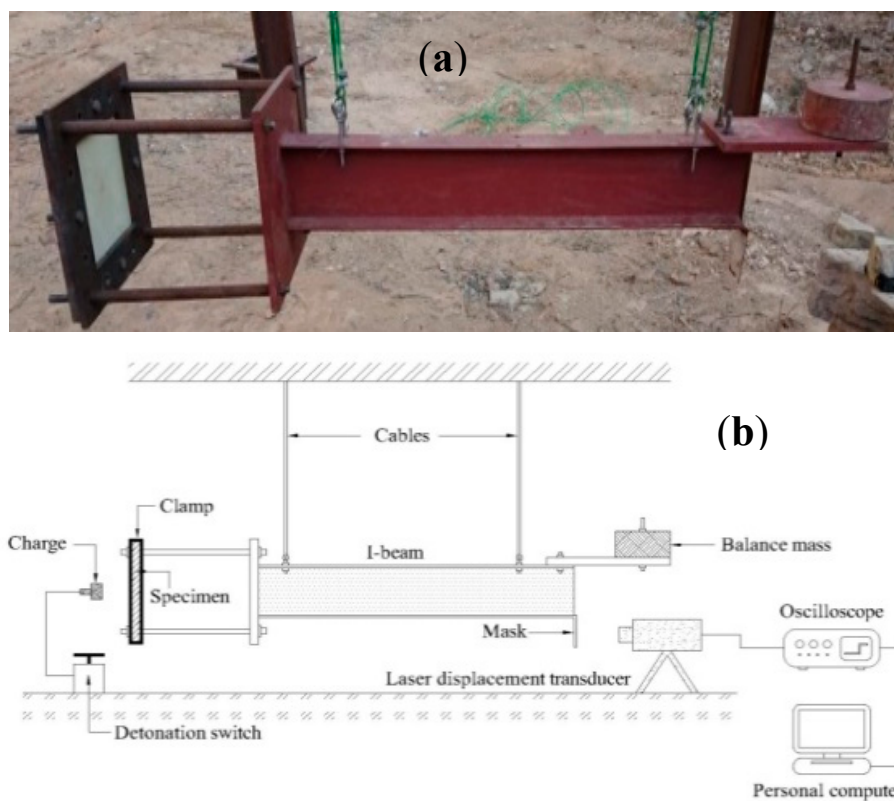 (a)
(b)
Cables
Clamp
Charge
I-beam
Balance mass
Specimen
Oscilloscope
Mask
Laser displacement transducer
Detonation switch
Personal compute